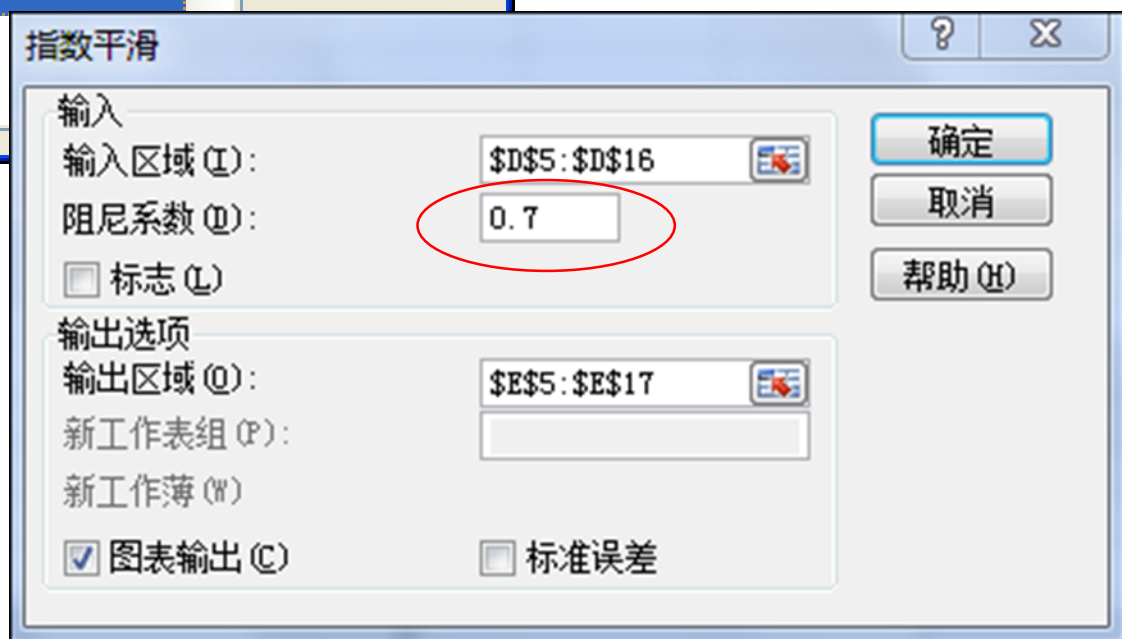 指数平滑
输入
输入区域(I):
$D$5:$D$16
确定
阻尼系数(D):
0.7
取消
标志(L)
帮助(H)
输出选项
输出区域(O):
$E$5:$E$17
新工作表组(P):
新工作薄(W)
图表输出(C)
标准误差